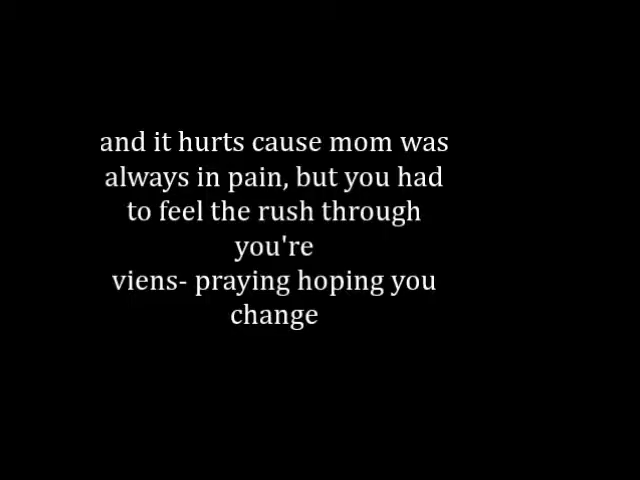 and it hurts cause mom was
always in pain, but you had
to feel the rush through
you're
viens- praying hoping you
change